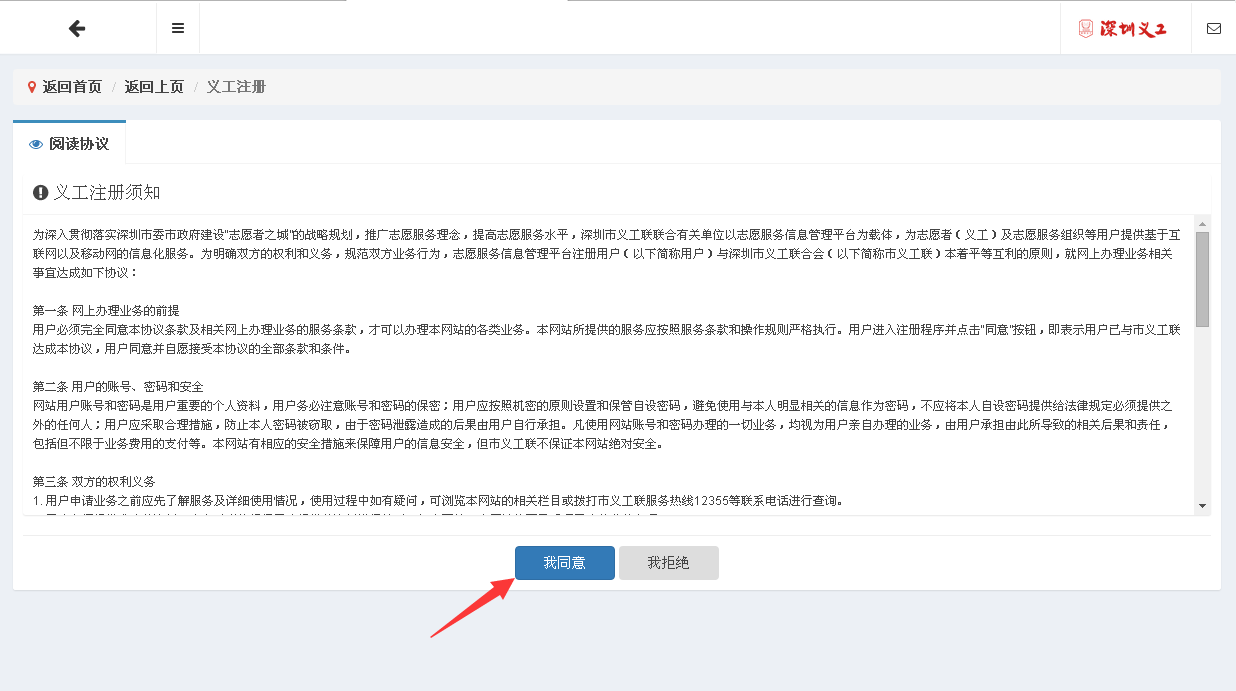 深圳义工
返回首页 / 返回上页 / 义工注册
阅读协议
义工注册须知
为深入贯彻落实深圳市委市政府建设"志愿者之城"的战略规划，推广志愿服务理念，提高志愿服务水平，深圳市义工联联合有关单位以志愿服务信息管理平台为载体，为志愿者（义工）及志愿服务组织等用户提供基于互
联网以及移动网的信息化服务。为明确双方的权利和义务，规范双方业务行为，志愿服务信息管理平台注册用户（以下简称用户）与深圳市义工联合会（以下简称市义工联）本着平等互利的原则，就网上办理业务相关
事宜达成如下协议：
第一条 网上办理业务的前提
用户必须完全同意本协议条款及相关网上办理业务的服务条款，才可以办理本网站的各类业务。本网站所提供的服务应按照服务条款和操作规则严格执行。用户进入注册程序并点击"同意"按钮，即表示用户已与市义工联
达成本协议，用户同意并自愿接受本协议的全部条款和条件。
第二条 用户的账号、密码和安全
网站用户账号和密码是用户重要的个人资料，用户务必注意账号和密码的保密；用户应按照机密的原则设置和保管自设密码，避免使用与本人明显相关的信息作为密码，不应将本人自设密码提供给法律规定必须提供之
外的任何人；用户应采取合理措施，防止本人密码被窃取，由于密码泄露造成的后果由用户自行承担。凡使用网站账号和密码办理的一切业务，均视为用户亲自办理的业务，由用户承担由此所导致的相关后果和责任，
包括但不限于业务费用的支付等。本网站有相应的安全措施来保障用户的信息安全，但市义工联不保证本网站绝对安全。
第三条 双方的权利义务
1. 用户申请业务之前应先了解服务及详细使用情况，使用过程中如有疑问，可浏览本网站的相关栏目或拨打市义工联服务热线12355等联系电话进行查询。
我同意 我拒绝